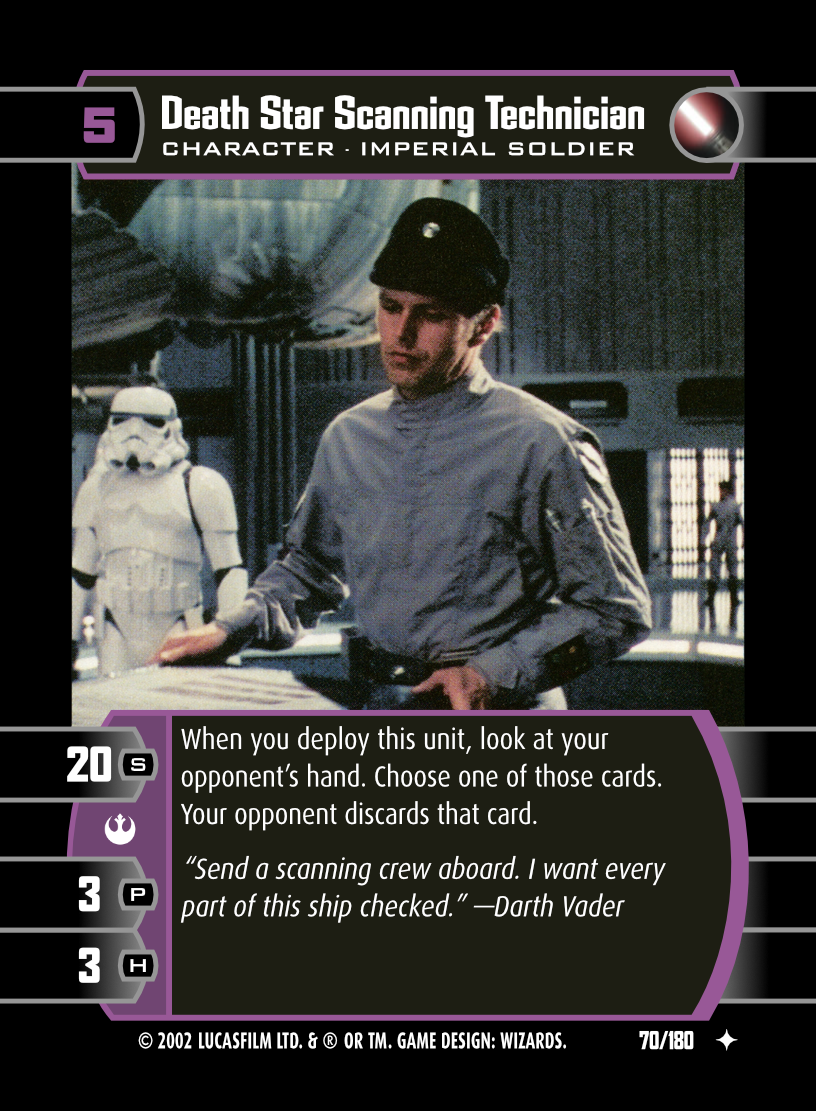 5
Death Star Scanning Technician
CHARACTER · IMPERIAL SOLDIER
20 S
When you deploy this unit, look at your
opponent’s hand. Choose one of those cards.
Your opponent discards that card.
3 P
“Send a scanning crew aboard. I want every
part of this ship checked.” —Darth Vader
3 H
© 2002 LUCASFILM LTD. & ® OR TM. GAME DESIGN: WIZARDS.
70/180